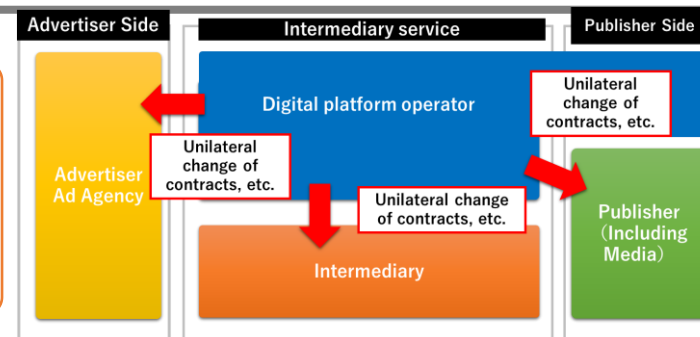 Advertiser Side
Intermediary service
Publisher Side
Digital platform operator
Unilateral
change of
contracts, etc.
Unilateral
change of
contracts, etc.
Advertiser
Ad Agency
Unilateral change
of contracts, etc.
Publisher
（Including
Media）
Intermediary